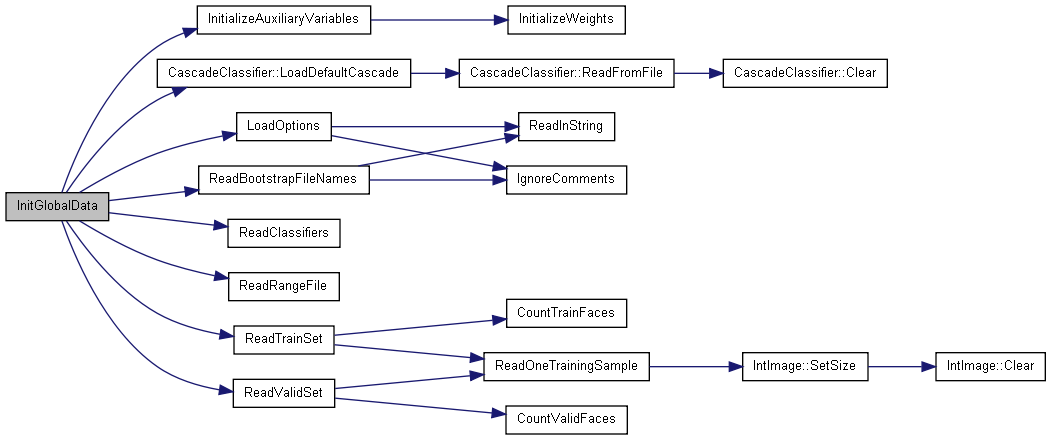 InitializeAuxiliaryVariables
InitializeWeights
CascadeClassifier::LoadDefaultCascade
CascadeClassifier::ReadFromFile
CascadeClassifier::Clear
LoadOptions
ReadInString
ReadBootstrapFileNames
IgnoreComments
InitGlobalData
ReadClassifiers
ReadRangeFile
CountTrainFaces
ReadTrainSet
ReadOneTrainingSample
IntImage::SetSize
IntImage::Clear
ReadValidSet
CountValidFaces